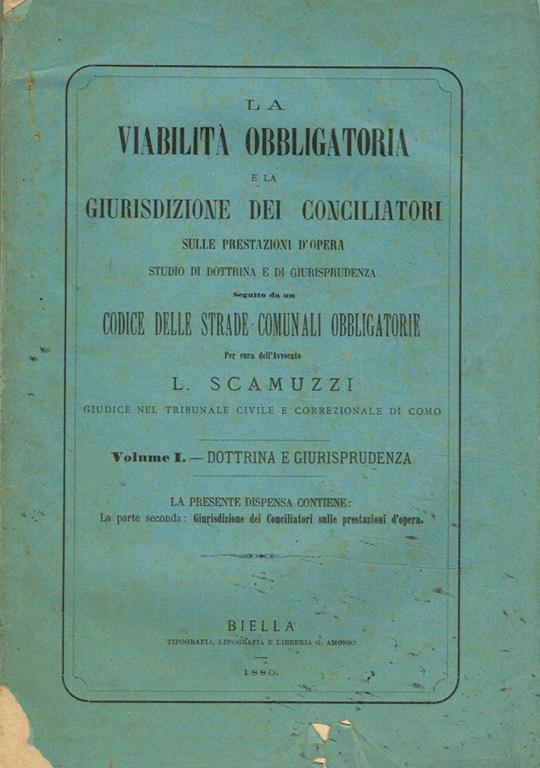 LA
VIABILITÀ OBBLIGATORIA
E LA
GIURISDIZIONE DEI CONCILIATORI
SULLE PRESTAZIONI D'OPERA
STUDIO DI DOTTRINA E DI GIURISPRUDENZA
Seguito da un
CODICE DELLE STRADE COMUNALI OBBLIGATORIE
Per cura dell'Avvocato
L. SCAMUZZI
GIUDICE NEL TRIBUNALE CIVILE E CORREZIONALE DI COMO
Volume I. — DOTTRINA E GIURISPRUDENZA
LA PRESENTE DISPENSA CONTIENE:
La parte seconda: Giurisdizione dei Conciliatori sulle prestazioni d'opera.
BIELLA
TIPOGRAFIA, LITOGRAFIA E LIBRERIA G. AMOSSO
1880.